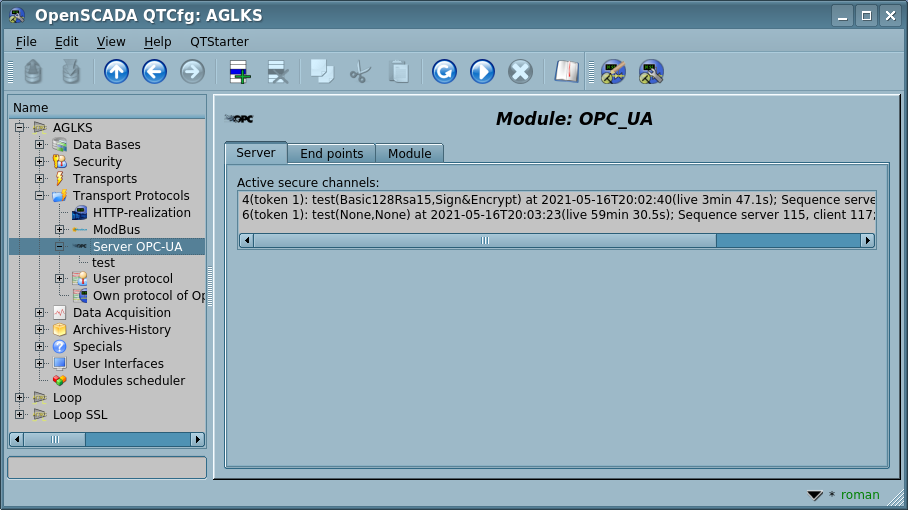 OpenSCADA QTCfg: AGLKS
File Edit View Help QTStarter
Name
AGLKS
Data Bases
Security
Transports
Transport Protocols
HTTP-realization
ModBus
Server OPC-UA
test
User protocol
Own protocol of Op
Data Acquisition
Archives-History
Specials
User Interfaces
Modules scheduler
Loop
Loop SSL
OPC
Module: OPC_UA
Server End points Module
Active secure channels:
4(token 1): test(Basic128Rsa15,Sign&Encrypt) at 2021-05-16T20:02:40(live 3min 47.1s); Sequence serve
6(token 1): test(None,None) at 2021-05-16T20:03:23(live 59min 30.5s); Sequence server 115, client 117;
* roman